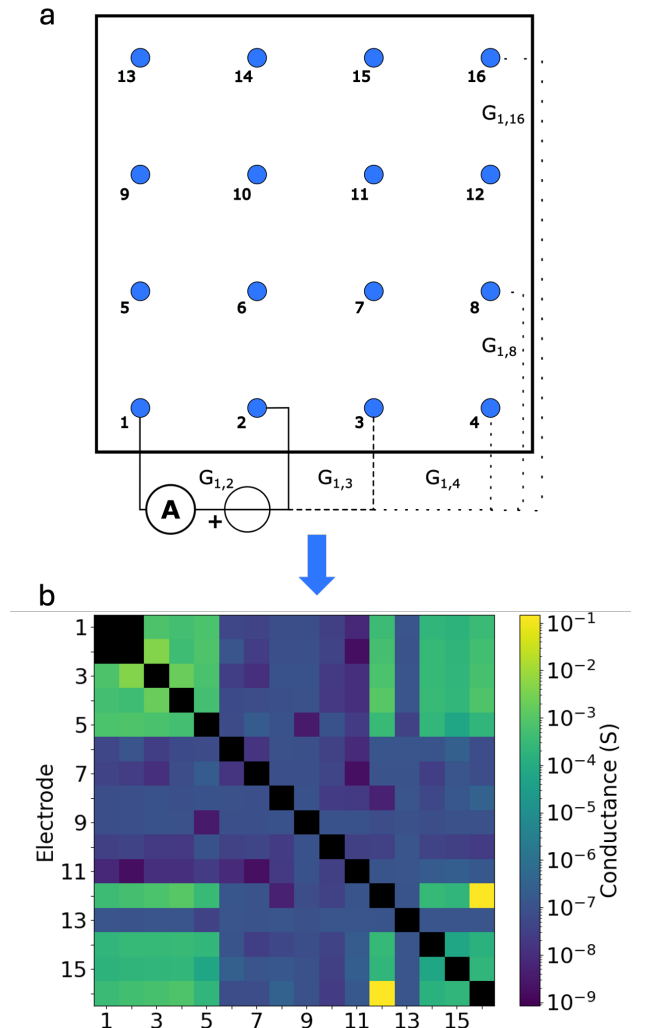 a
13 14 15 16
G1,16
9 10 11 12
5 6 7 8
G1,8
1 2 3 4
G1,2 G1,3 G1,4
A
+
b
1
3
5
7
9
11
13
15
Electrode
1 3 5 7 9 11 13 15
10⁻¹
10⁻²
10⁻³
10⁻⁴
10⁻⁵
10⁻⁶
10⁻⁷
10⁻⁸
10⁻⁹
Conductance (S)